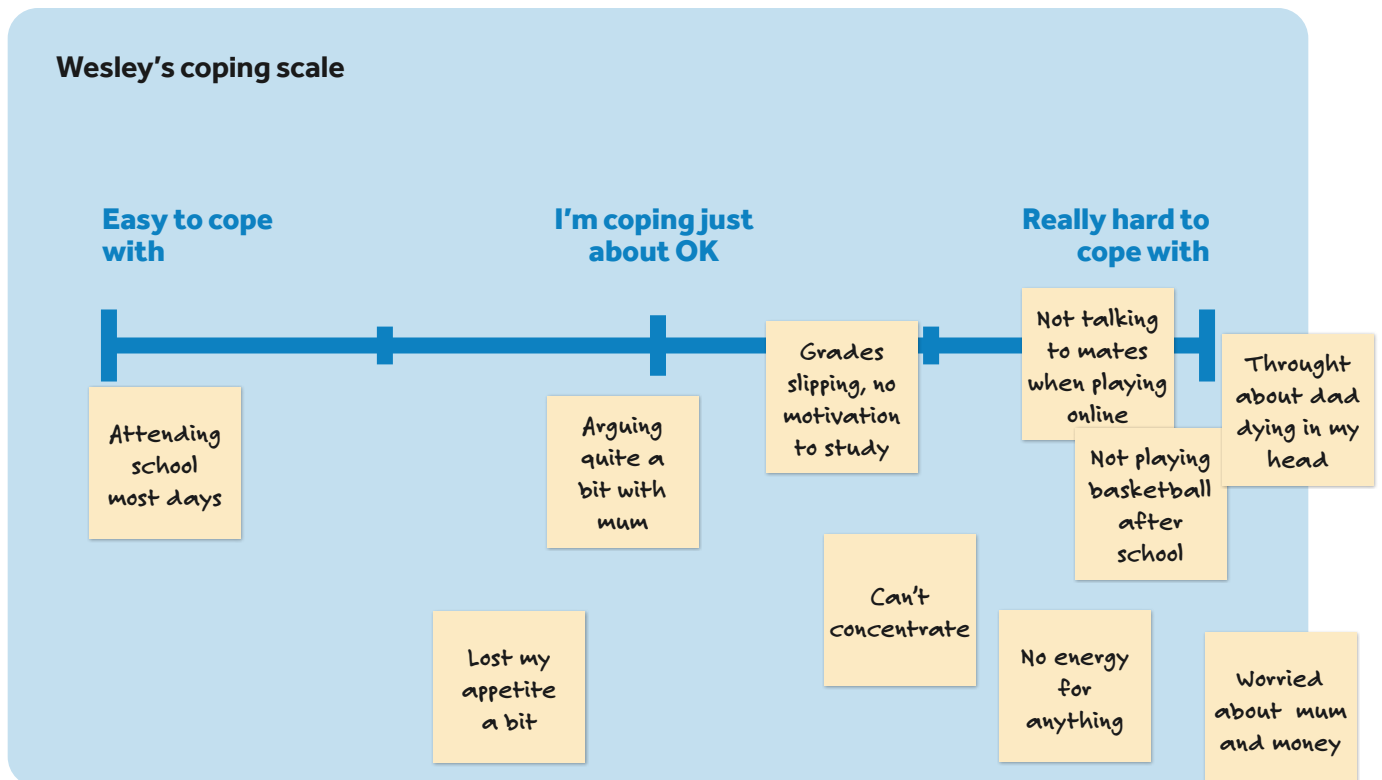 Wesley's coping scale
Easy to cope
with
I'm coping just
about OK
Really hard to
cope with
Attending
school
most days
Arguing
quite a
bit with
mum
Grades
slipping, no
motivation
to study
Not talking
to mates
when playing
online
Throught
about dad
dying in my
head
Not playing
basketball
after
school
Lost my
appetite
a bit
Can't
concentrate
No energy
for
anything
Worried
about mum
and money